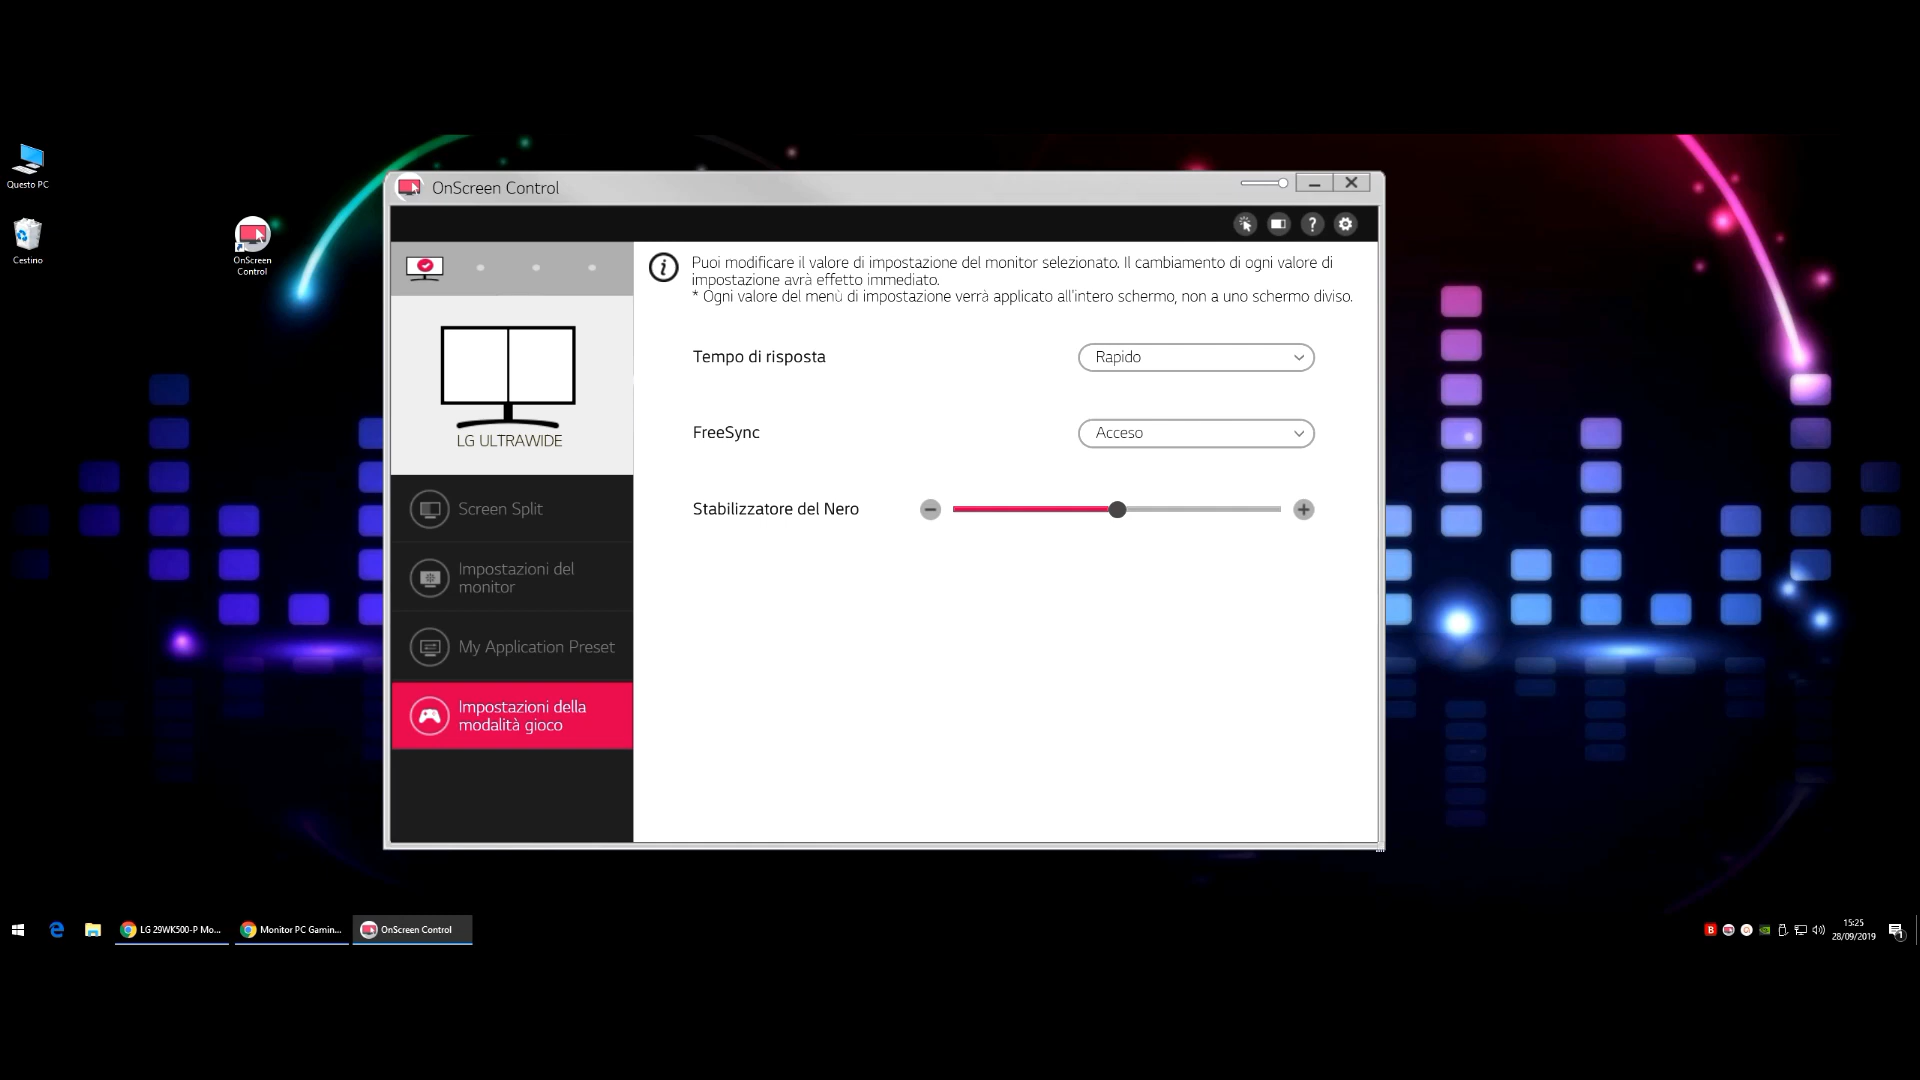 Questo PC
Cestino
OnScreen
Control
OnScreen Control
Puoi modificare il valore di impostazione del monitor selezionato. Il cambiamento di ogni valore di
impostazione avrà effetto immediato.
* Ogni valore del menù di impostazione verrà applicato all'intero schermo, non a uno schermo diviso.
LG ULTRAWIDE
Screen Split
Impostazioni del
monitor
My Application Preset
Impostazioni della
modalità gioco
Tempo di risposta
Rapido
FreeSync
Acceso
Stabilizzatore del Nero
LG 29WK500-P Mo...
Monitor PC Gamin...
OnScreen Control
B
15:25
28/09/2019
1